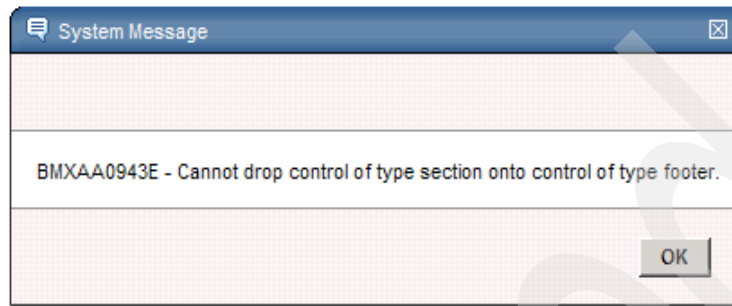 System Message
BMXAA0943E - Cannot drop control of type section onto control of type footer.
OK